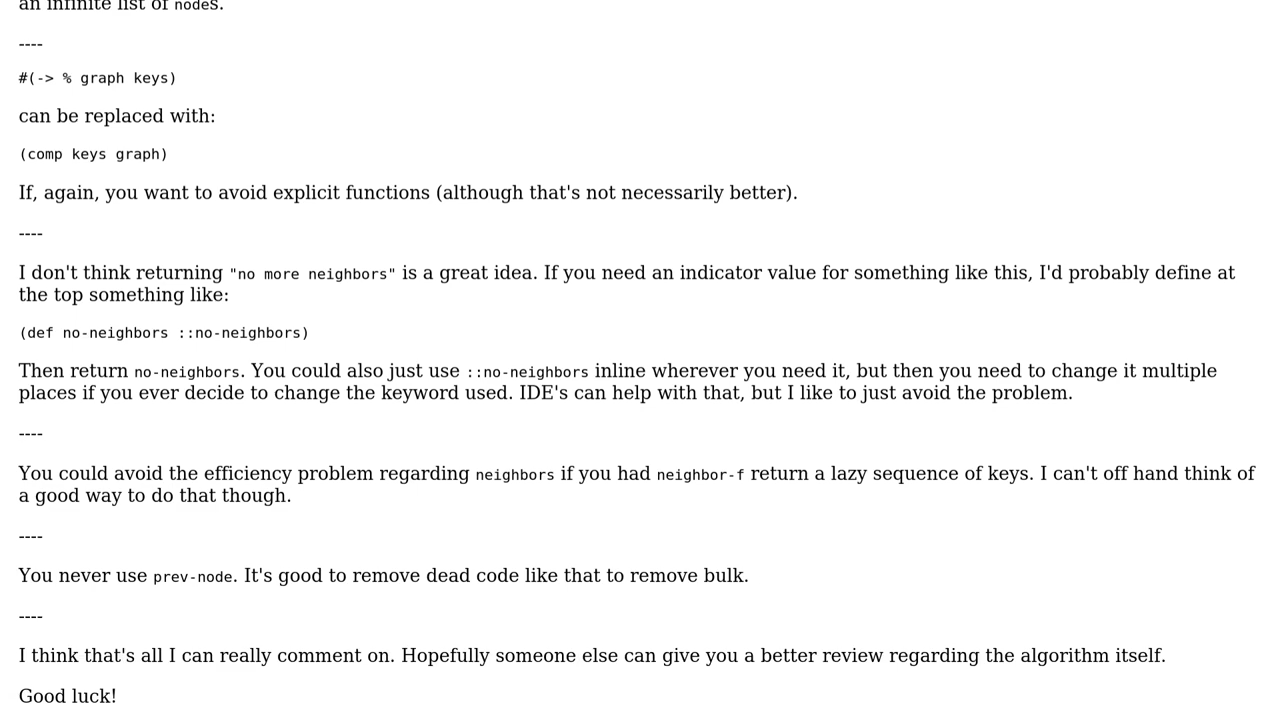 an infinite list of nodes.
----
#(-> % graph keys)
can be replaced with:
(comp keys graph)
If, again, you want to avoid explicit functions (although that's not necessarily better).
----
I don't think returning "no more neighbors" is a great idea. If you need an indicator value for something like this, I'd probably define at
the top something like:
(def no-neighbors ::no-neighbors)
Then return no-neighbors. You could also just use ::no-neighbors inline wherever you need it, but then you need to change it multiple
places if you ever decide to change the keyword used. IDE's can help with that, but I like to just avoid the problem.
----
You could avoid the efficiency problem regarding neighbors if you had neighbor-f return a lazy sequence of keys. I can't off hand think of
a good way to do that though.
----
You never use prev-node. It's good to remove dead code like that to remove bulk.
----
I think that's all I can really comment on. Hopefully someone else can give you a better review regarding the algorithm itself.
Good luck!